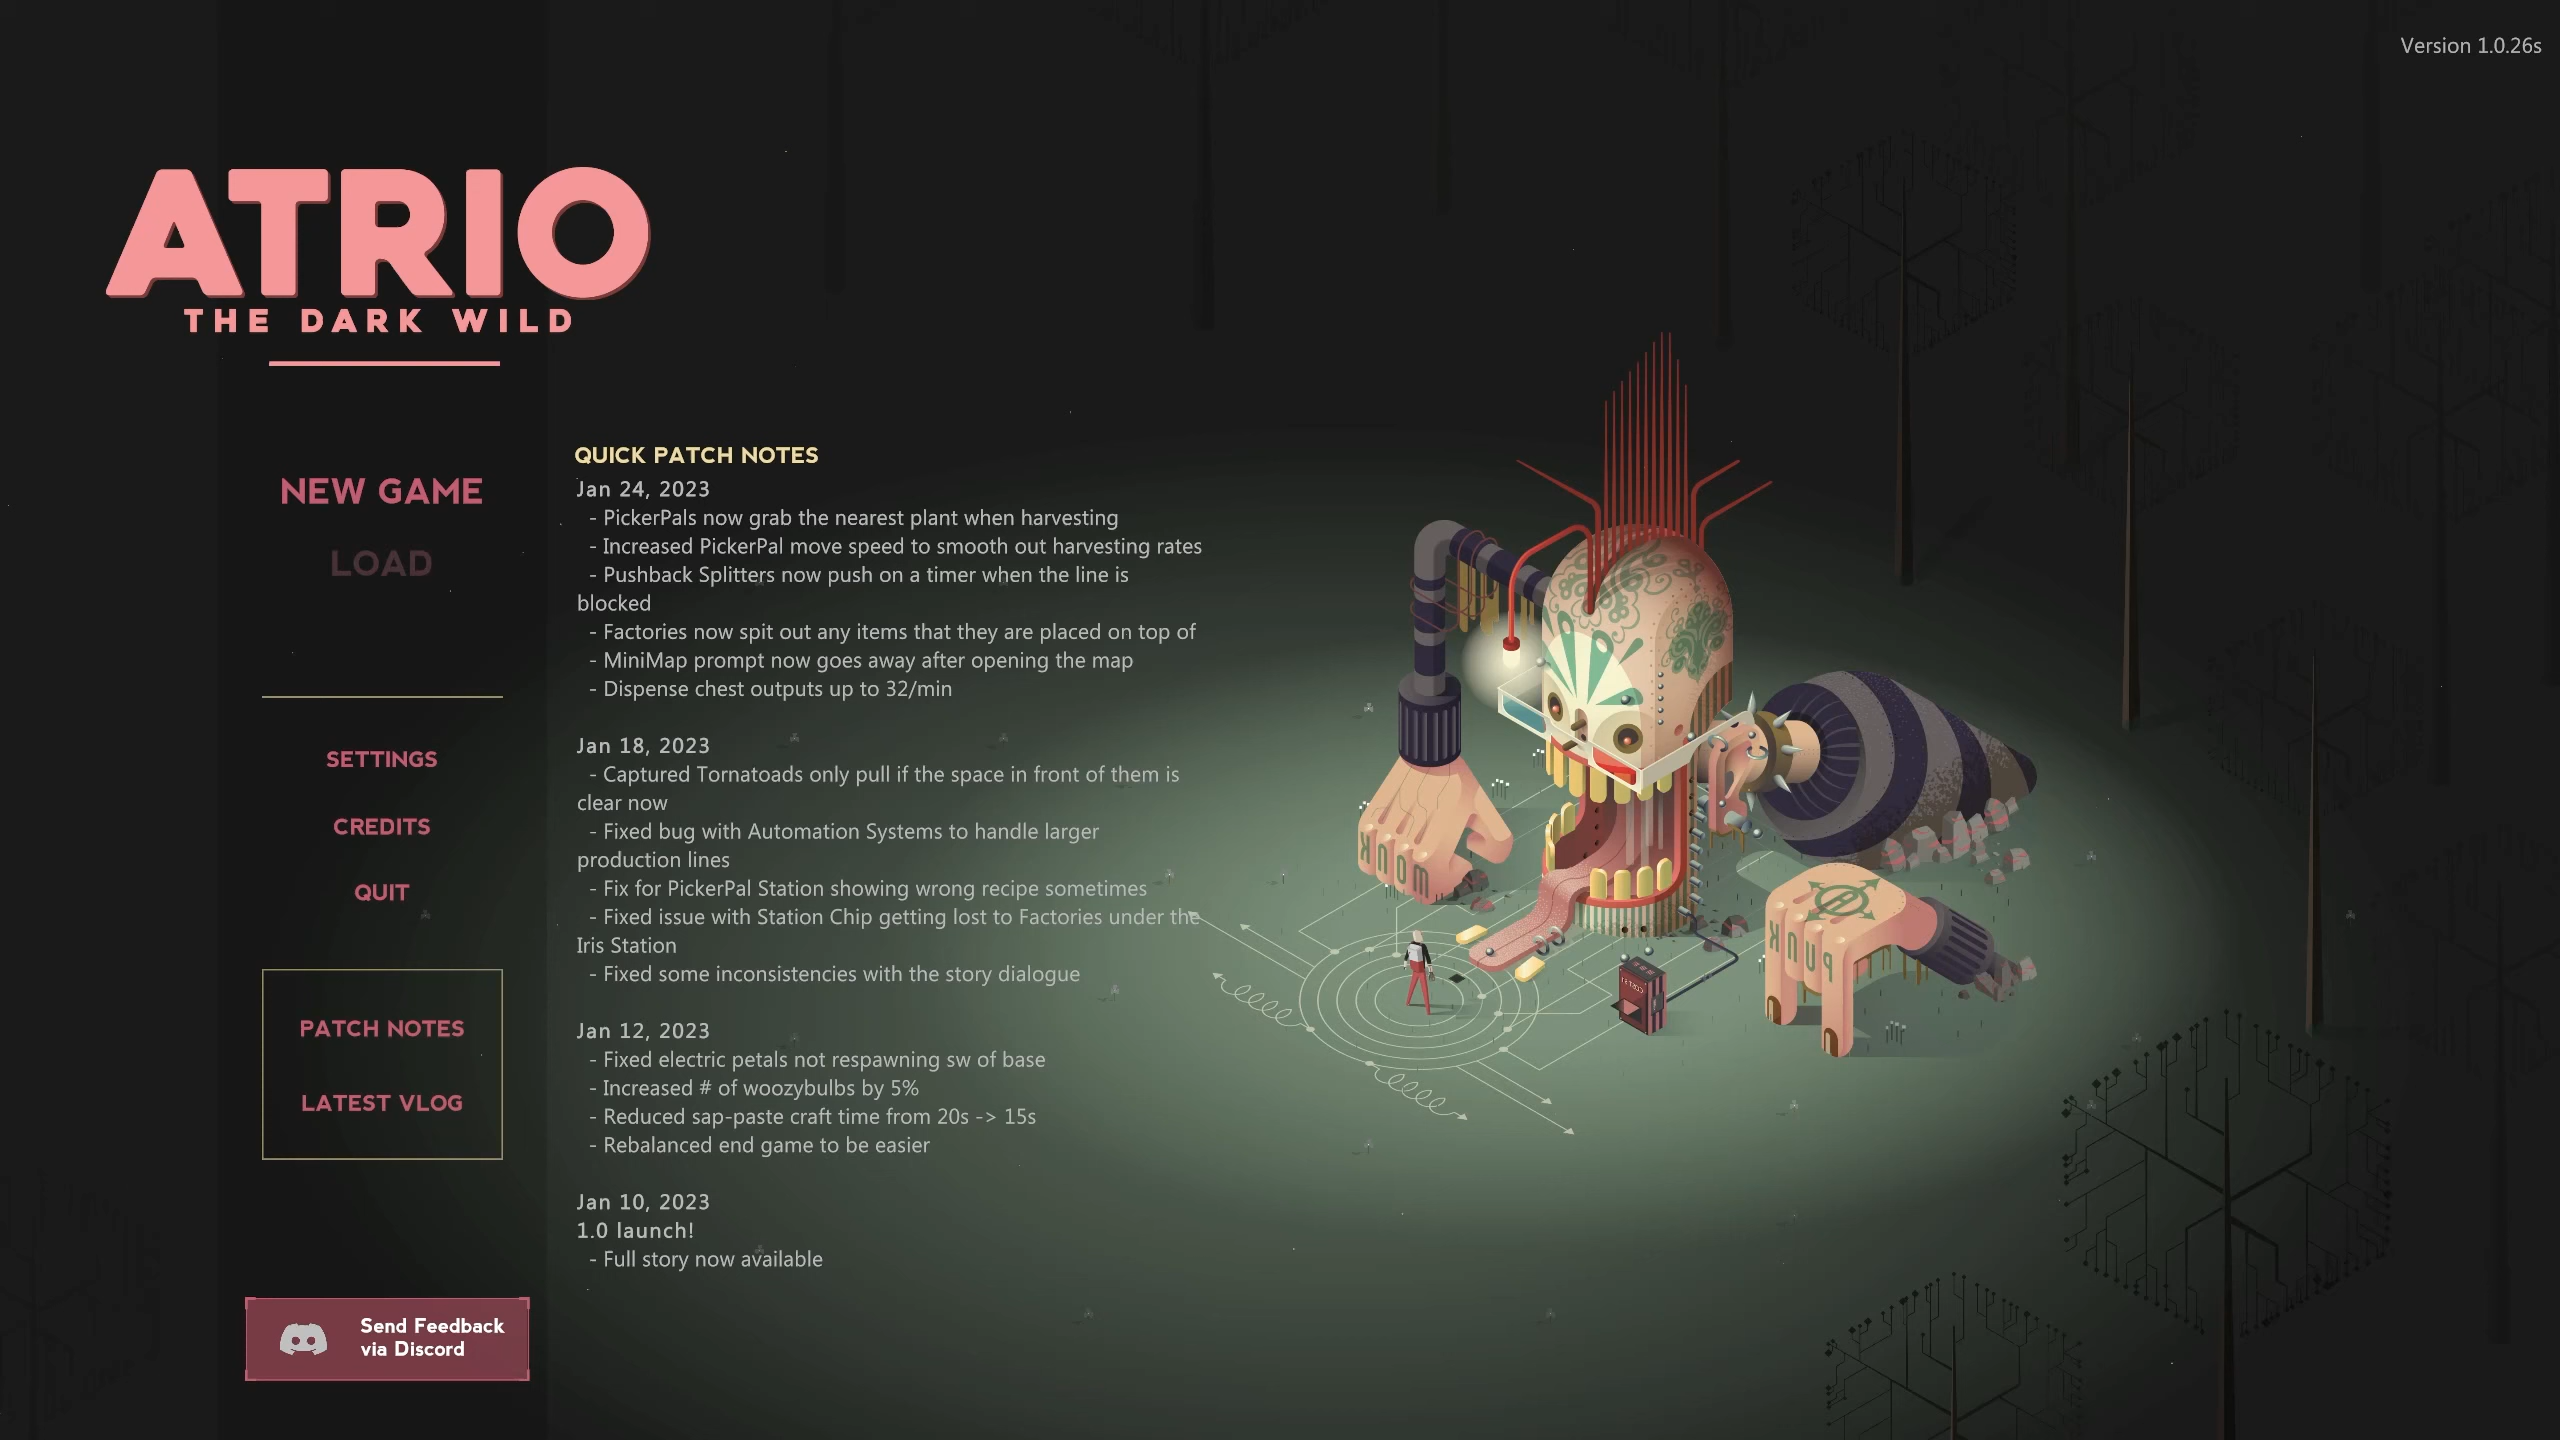 Version 1.0.26s
ATRIO
THE DARK WILD
NEW GAME
LOAD
SETTINGS
CREDITS
QUIT
PATCH NOTES
LATEST VLOG
Send Feedback
via Discord
QUICK PATCH NOTES
Jan 24, 2023
- PickerPals now grab the nearest plant when harvesting
- Increased PickerPal move speed to smooth out harvesting rates
- Pushback Splitters now push on a timer when the line is
blocked
- Factories now spit out any items that they are placed on top of
- MiniMap prompt now goes away after opening the map
- Dispense chest outputs up to 32/min
Jan 18, 2023
- Captured Tornatoads only pull if the space in front of them is
clear now
- Fixed bug with Automation Systems to handle larger
production lines
- Fix for PickerPal Station showing wrong recipe sometimes
- Fixed issue with Station Chip getting lost to Factories under the
Iris Station
- Fixed some inconsistencies with the story dialogue
Jan 12, 2023
- Fixed electric petals not respawning sw of base
- Increased # of woozybulbs by 5%
- Reduced sap-paste craft time from 20s -> 15s
- Rebalanced end game to be easier
Jan 10, 2023
1.0 launch!
- Full story now available
KNOM
PUNK